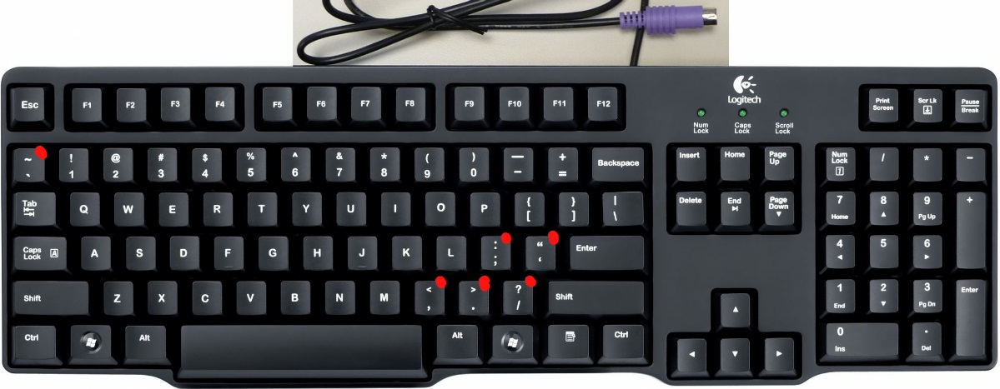 Logitech
Esc F1 F2 F3 F4 F5 F6 F7 F8 F9 F10 F11 F12 Print Screen Scr Lk Pause Break
Num Lock Caps Lock Scroll Lock
~ ` ! 1 @ 2 # 3 $ 4 % 5 ^ 6 & 7 * 8 ( 9 ) 0 — - + = Backspace Insert Home Page Up Num Lock / * -
Tab Q W E R T Y U I O P { [ } ] | \ Delete End Page Down 7 Home 8 9 Pg Up +
Caps Lock A S D F G H J K L : ; “ ‘ Enter 4 5 6
Shift Z X C V B N M < , > . ? / Shift 1 End 2 3 Pg Dn Enter
Ctrl Alt Alt Ctrl 0 Ins . Del